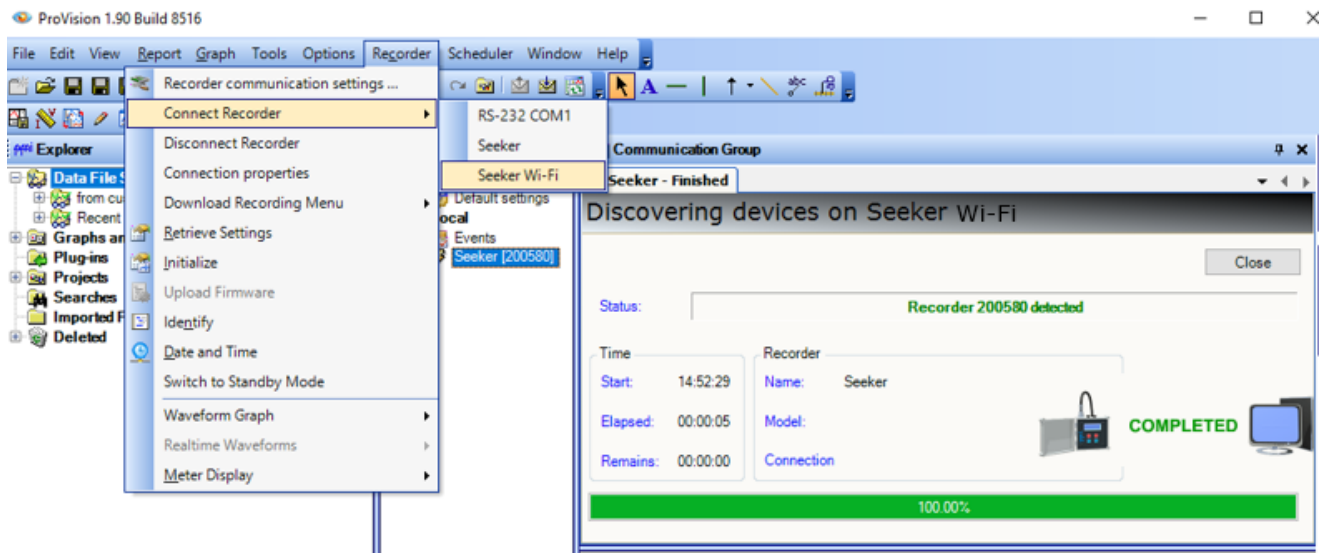 ProVision 1.90 Build 8516
File Edit View Report Graph Tools Options Recorder Scheduler Window Help
A
abc
Recorder communication settings ...
Connect Recorder
Disconnect Recorder
Connection properties
Download Recording Menu
Retrieve Settings
Initialize
Upload Firmware
Identify
Date and Time
Switch to Standby Mode
Waveform Graph
Realtime Waveforms
Meter Display
RS-232 COM1
Seeker
Seeker Wi-Fi
Explorer
Data File S
from cu
Recent
Graphs an
Plug-ins
Projects
Searches
Imported F
Deleted
Default settings
ocal
Events
Seeker [200580]
Communication Group
Seeker - Finished
Discovering devices on Seeker Wi-Fi
Close
Status: Recorder 200580 detected
Time
Start: 14:52:29
Elapsed: 00:00:05
Remains: 00:00:00
Recorder
Name: Seeker
Model:
Connection
COMPLETED
100.00%